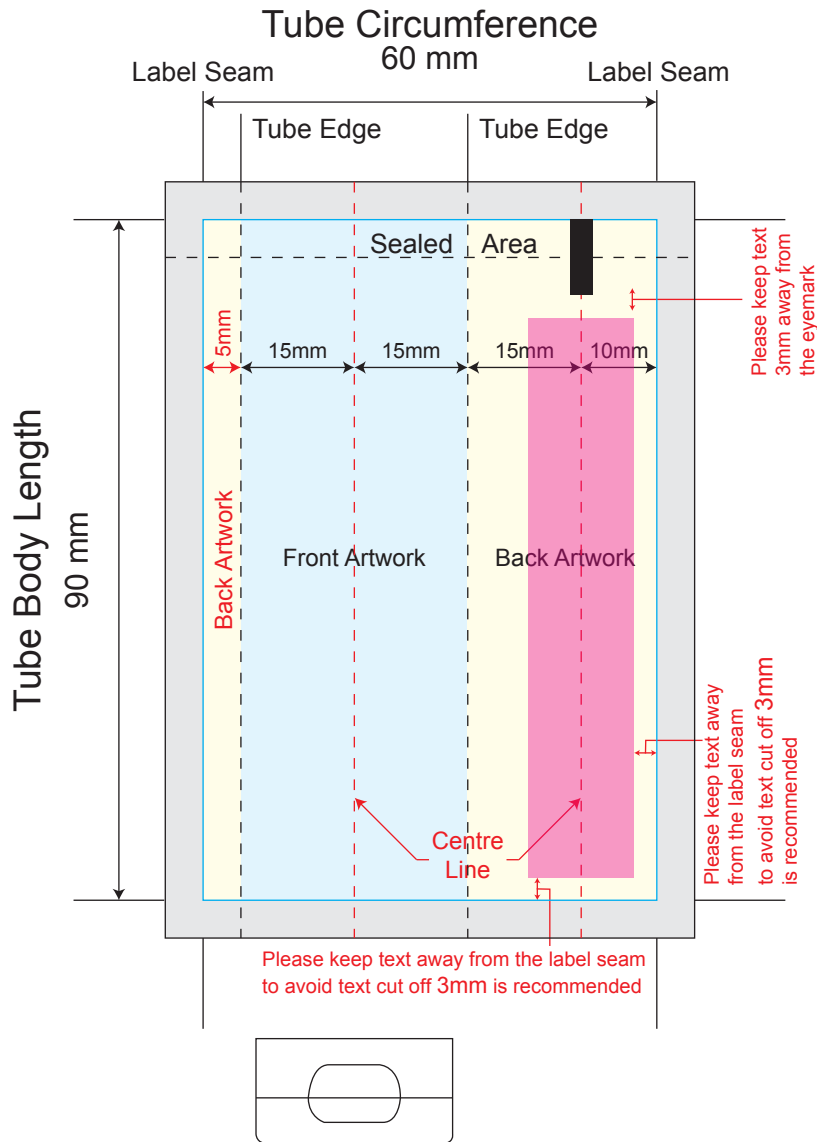 Tube Circumference
60 mm
Label Seam
Label Seam
Tube Edge
Tube Edge
Sealed Area
Please keep text
3mm away from
the eyemark
5mm
15mm
15mm
15mm
10mm
Tube Body Length
90 mm
Back Artwork
Front Artwork
Back Artwork
Please keep text away
from the label seam
to avoid text cut off 3mm
is recommended
Centre
Line
Please keep text away from the label seam
to avoid text cut off 3mm is recommended